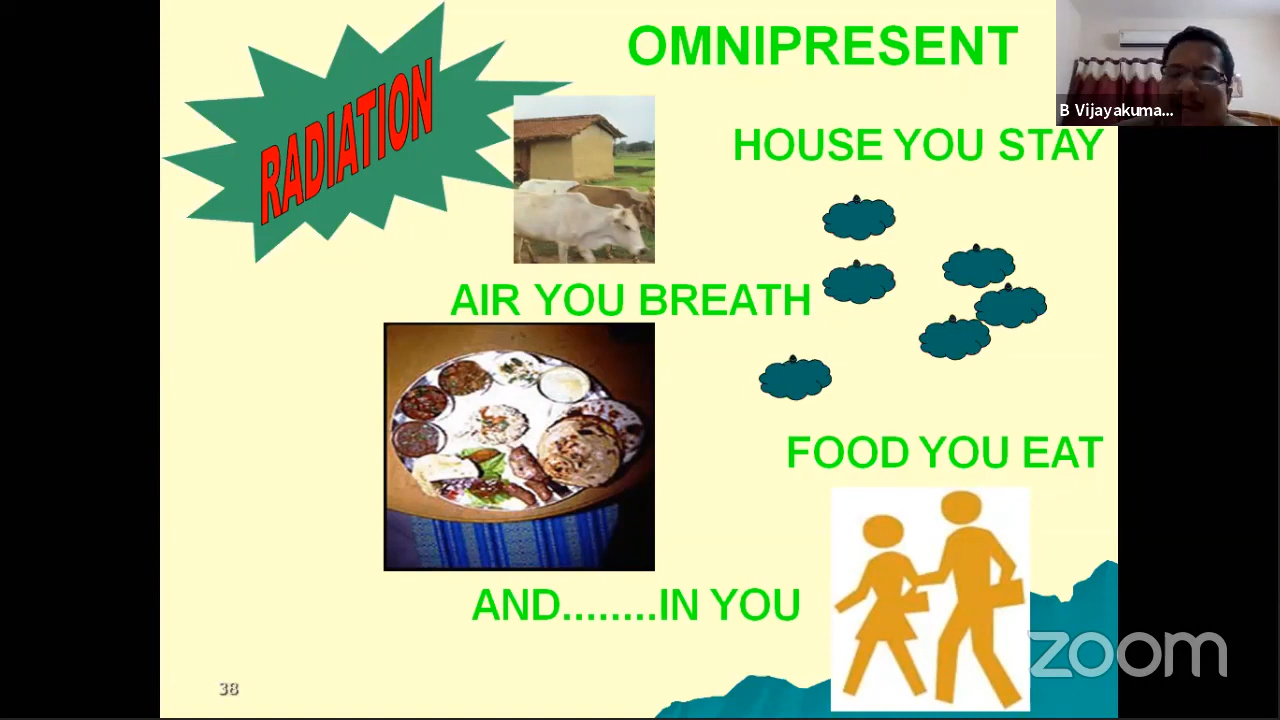 OMNIPRESENT
RADIATION
B Vijayakuma...
HOUSE YOU STAY
AIR YOU BREATH
FOOD YOU EAT
AND........IN YOU
zoom
38